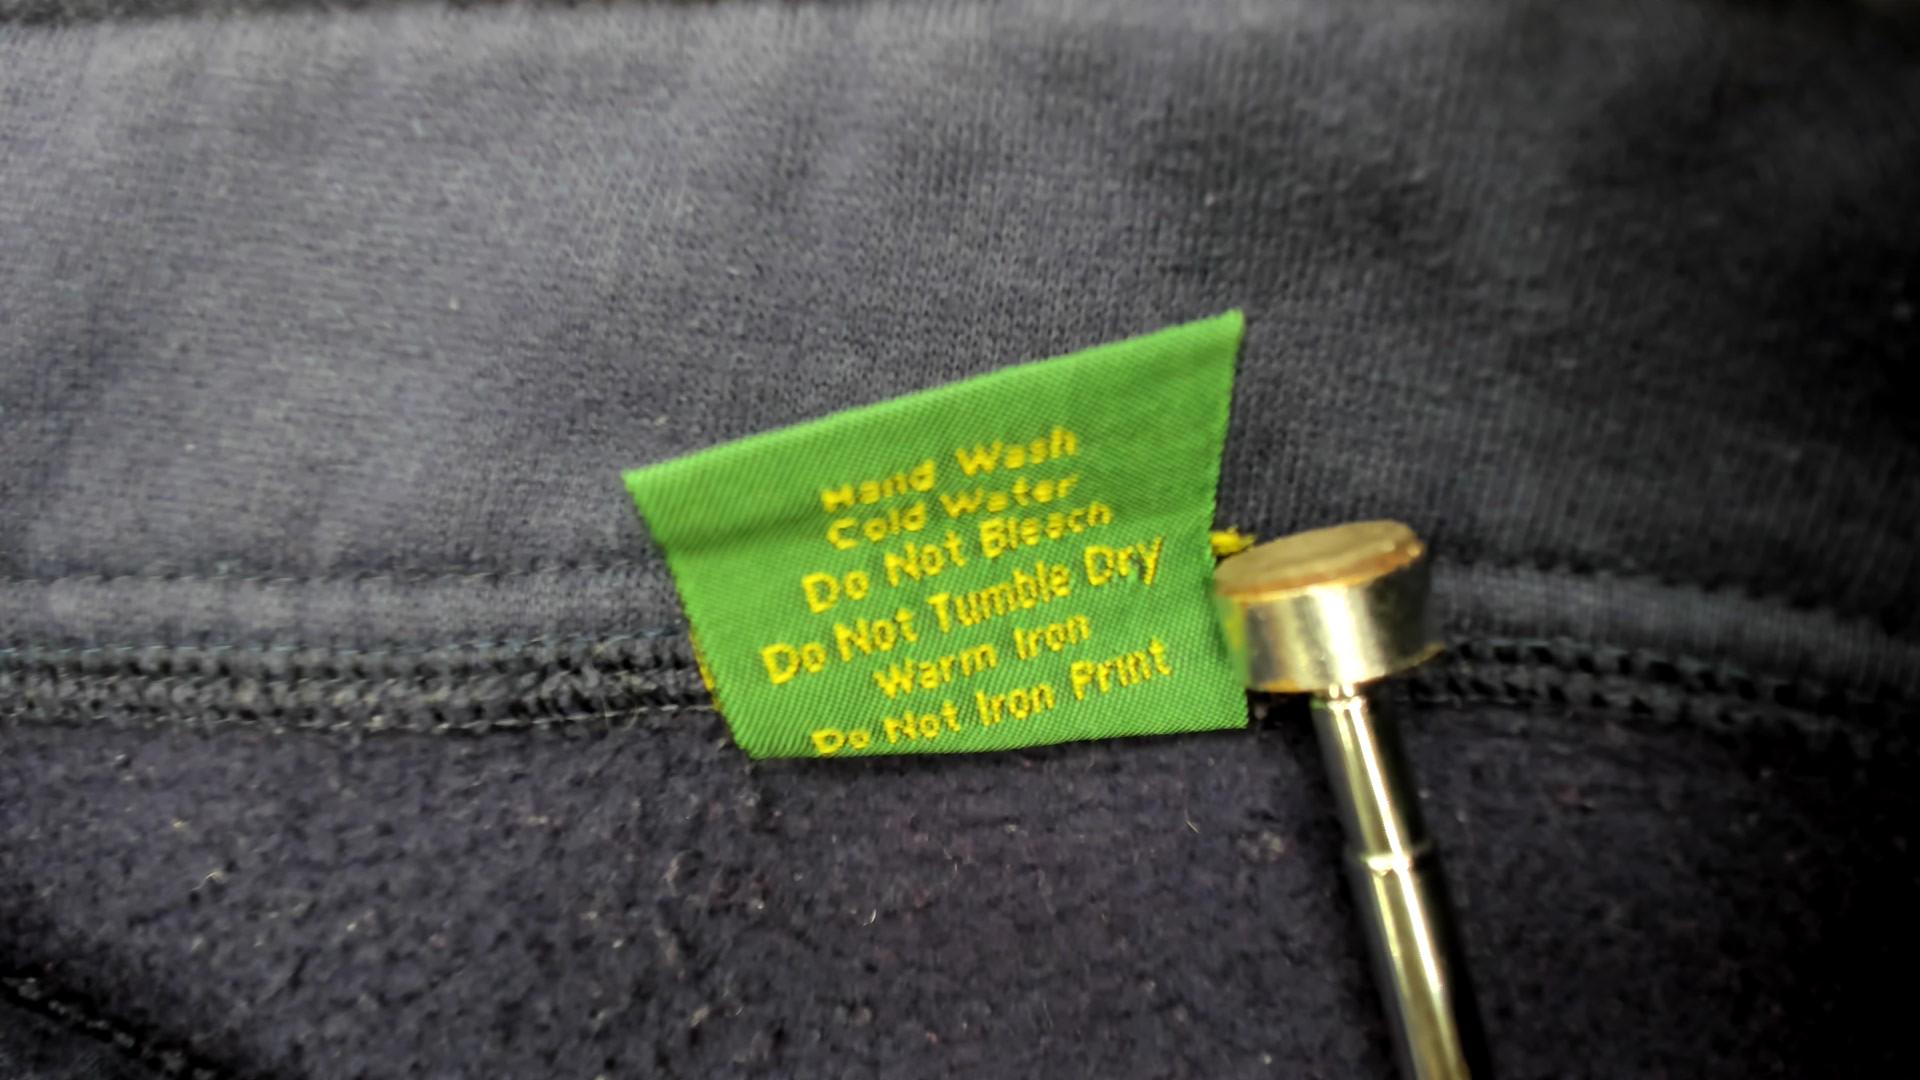 Hand Wash
Cold Water
Do Not Bleach
Do Not Tumble Dry
Warm Iron
Do Not Iron Print